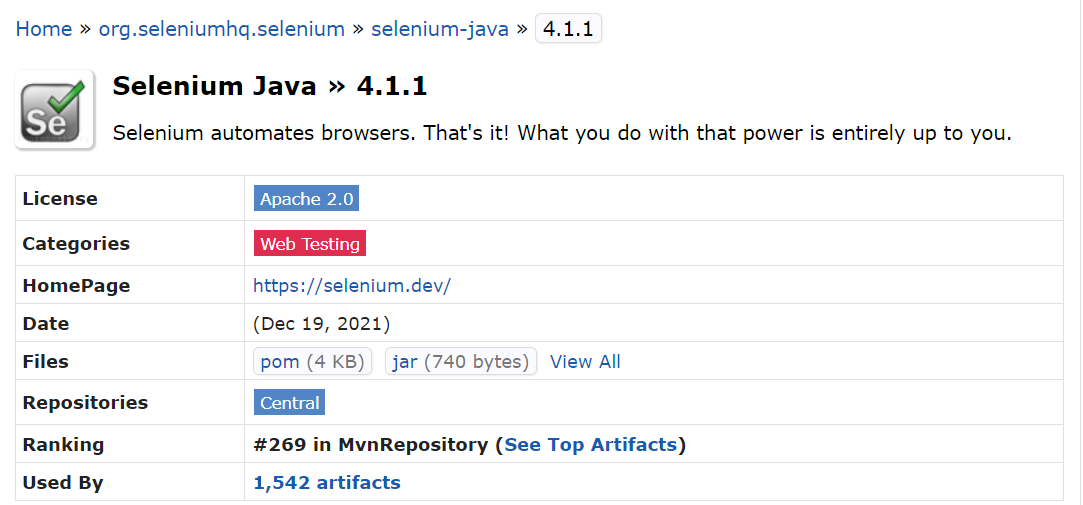 Home » org.seleniumhq.selenium » selenium-java » 4.1.1
Selenium Java » 4.1.1
Se
Selenium automates browsers. That's it! What you do with that power is entirely up to you.
License Apache 2.0
Categories Web Testing
HomePage https://selenium.dev/
Date (Dec 19, 2021)
Files pom (4 KB) jar (740 bytes) View All
Repositories Central
Ranking #269 in MvnRepository (See Top Artifacts)
Used By 1,542 artifacts